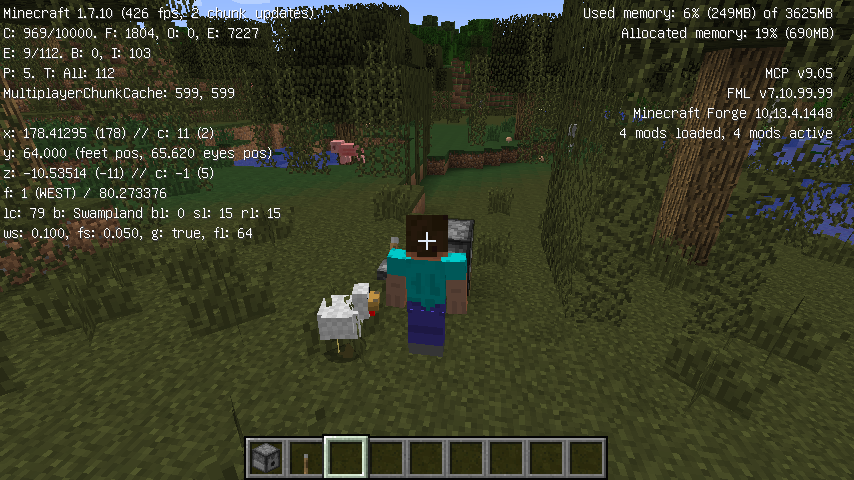 Minecraft 1.7.10 (426 fps, 2 chunk updates)
C: 969/10000. F: 1804, O: 0, E: 7227
E: 9/112. B: 0, I: 103
P: 5. T: All: 112
MultiplayerChunkCache: 599, 599
x: 178.41295 (178) // c: 11 (2)
y: 64.000 (feet pos, 65.620 eyes pos)
z: -10.53514 (-11) // c: -1 (5)
f: 1 (WEST) / 80.273376
lc: 79 b: Swampland bl: 0 sl: 15 rl: 15
ws: 0.100, fs: 0.050, g: true, fl: 64
Used memory: 6% (249MB) of 3625MB
Allocated memory: 19% (690MB)
MCP v9.05
FML v7.10.99.99
Minecraft Forge 10.13.4.1448
4 mods loaded, 4 mods active